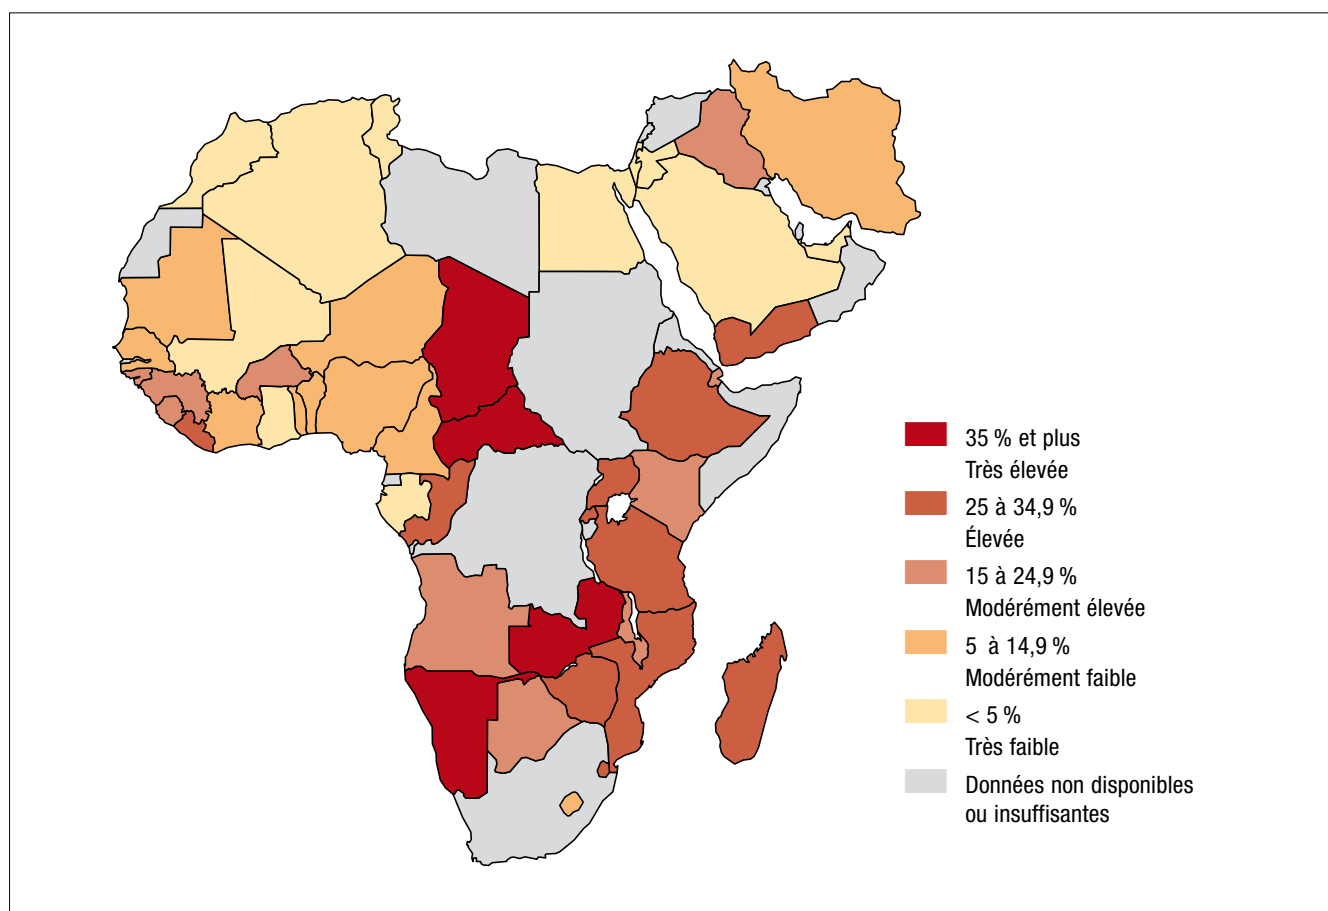 35 % et plus
Très élevée
25 à 34,9 %
Élevée
15 à 24,9 %
Modérément élevée
5 à 14,9 %
Modérément faible
< 5 %
Très faible
Données non disponibles
ou insuffisantes